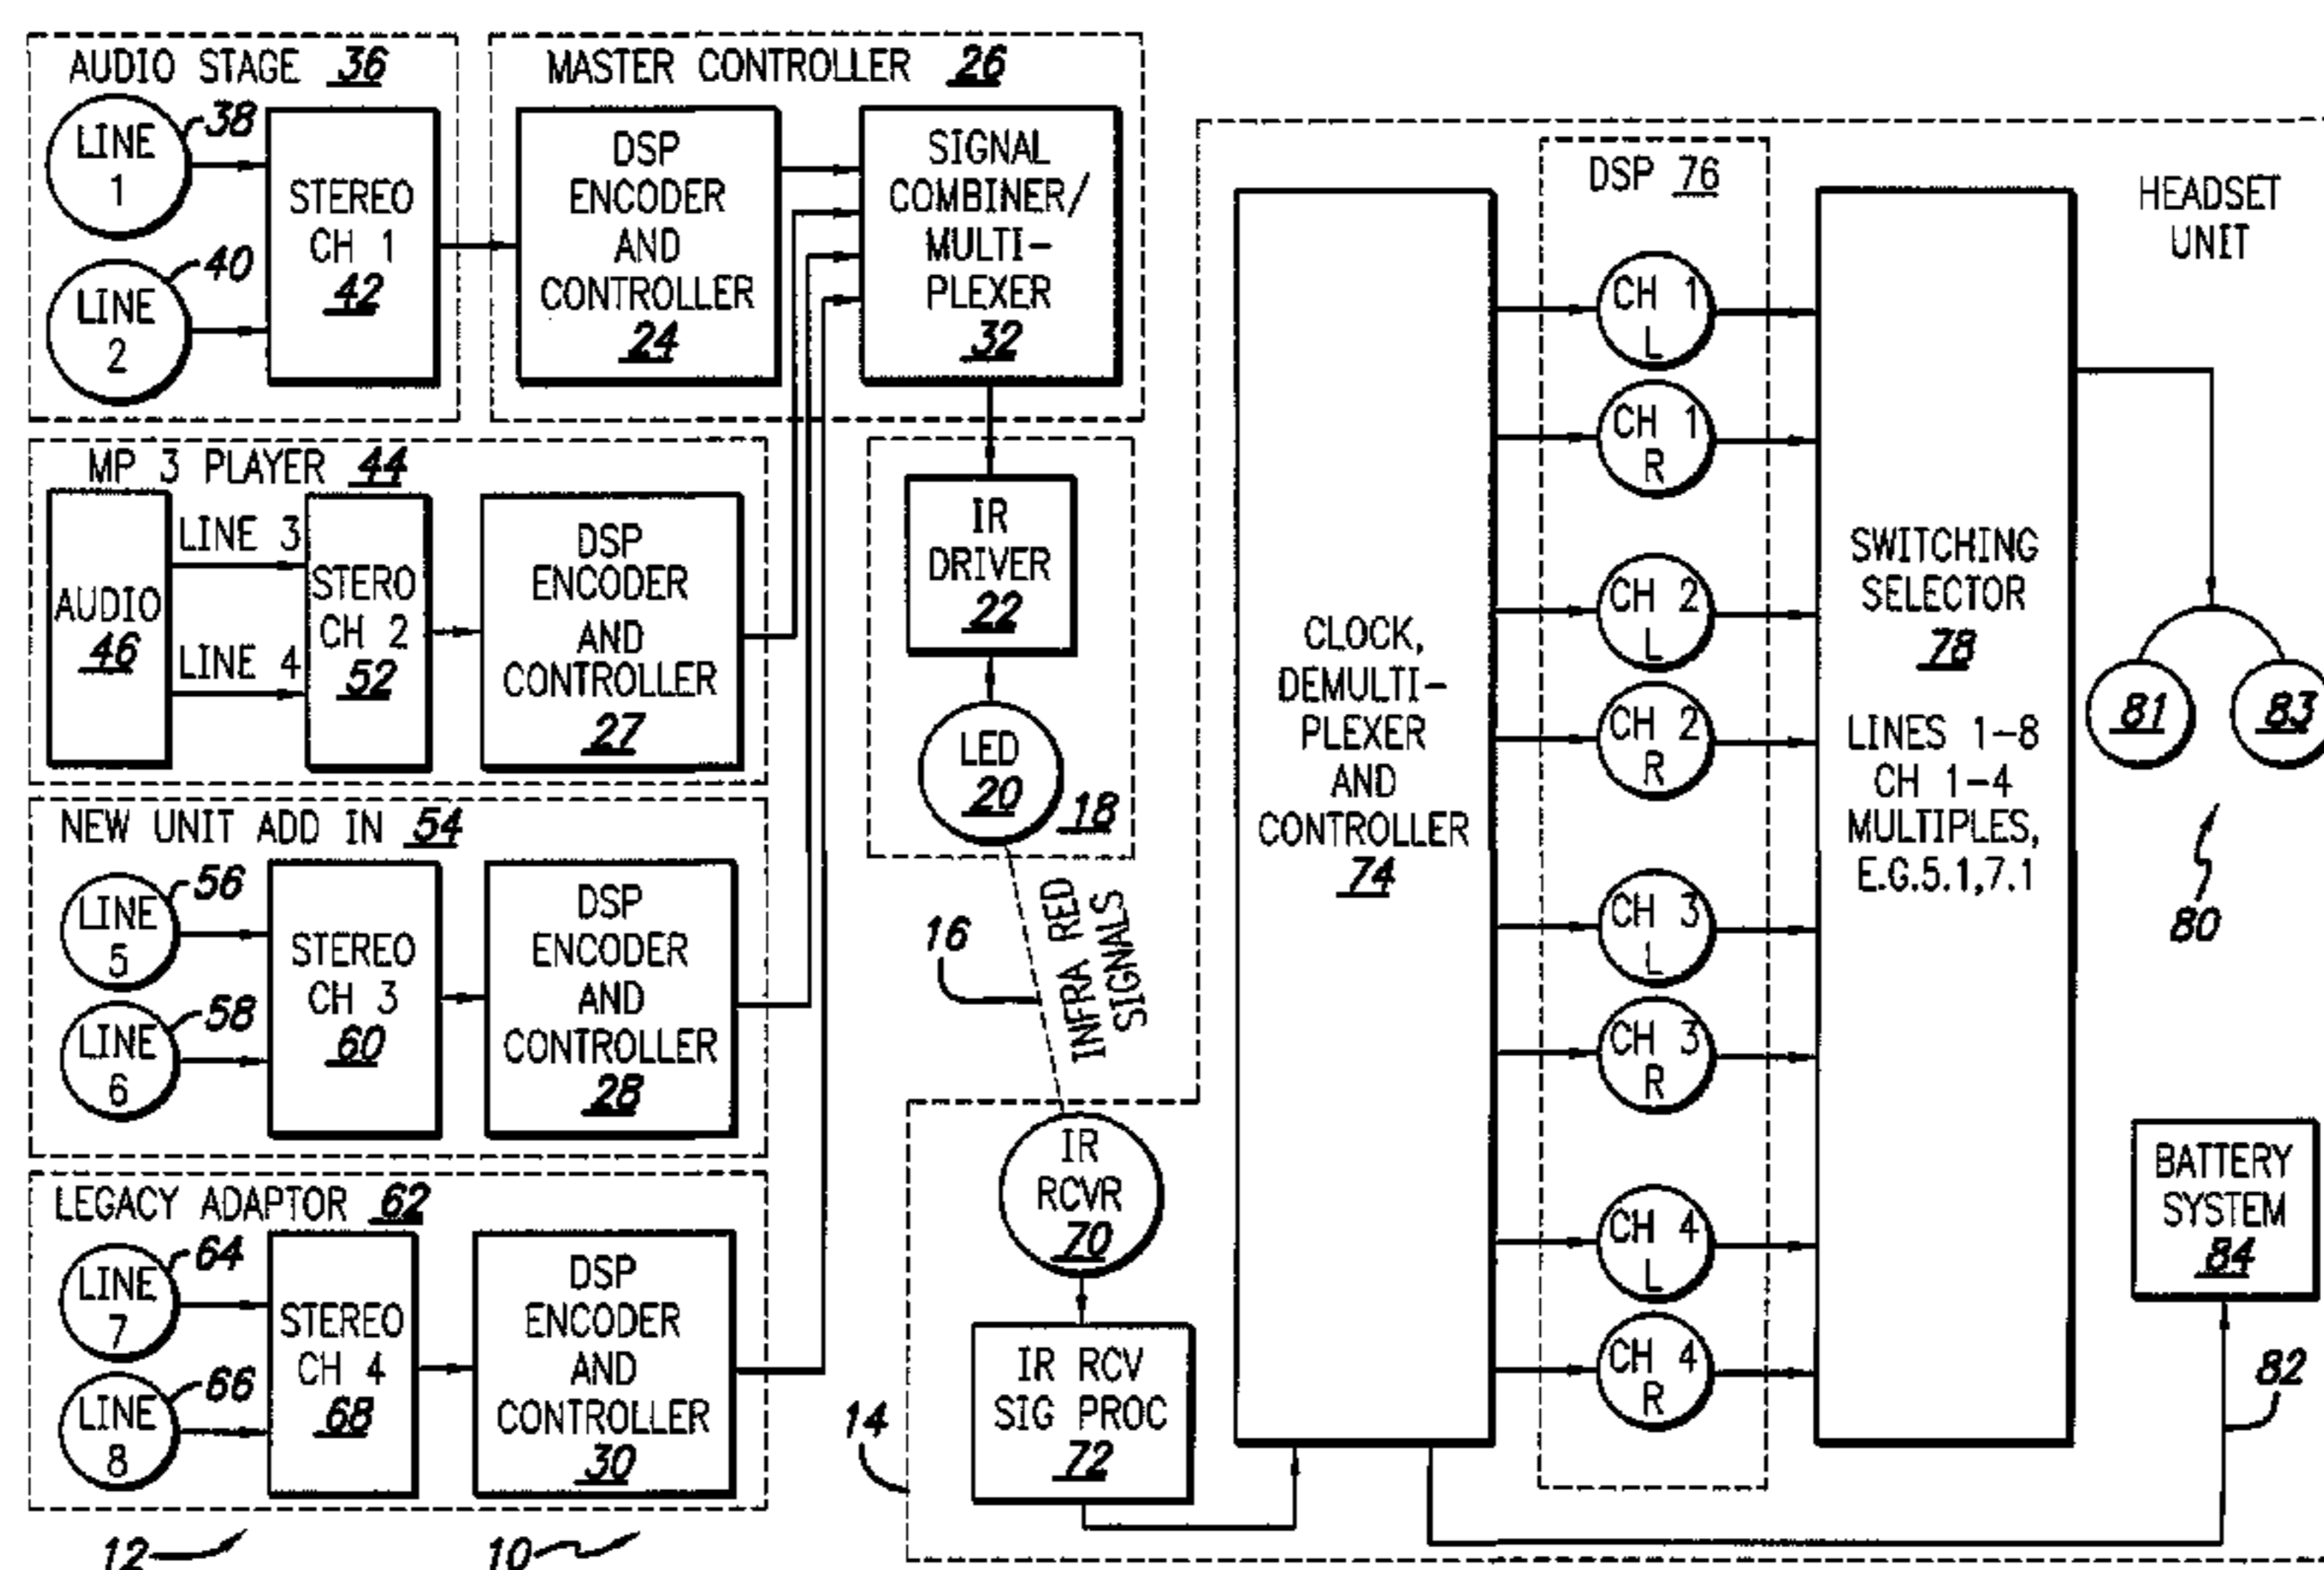 AUDIO STAGE 36
LINE
1
38
LINE
2
40
STEREO
CH 1
42
MASTER CONTROLLER 26
DSP
ENCODER
AND
CONTROLLER
24
SIGNAL
COMBINER/
MULTI-
PLEXER
32
MP 3 PLAYER 44
AUDIO
46
LINE 3
LINE 4
STERO
CH 2
52
DSP
ENCODER
AND
CONTROLLER
27
NEW UNIT ADD IN 54
LINE
5
56
LINE
6
58
STEREO
CH 3
60
DSP
ENCODER
AND
CONTROLLER
28
LEGACY ADAPTOR 62
LINE
7
64
LINE
8
66
STEREO
CH 4
68
DSP
ENCODER
AND
CONTROLLER
30
12
10
IR
DRIVER
22
LED
20
18
16
INFRA RED
SIGNALS
IR
RCVR
70
IR RCV
SIG PROC
72
14
CLOCK,
DEMULTI-
PLEXER
AND
CONTROLLER
74
DSP 76
CH 1
L
CH 1
R
CH 2
L
CH 2
R
CH 3
L
CH 3
R
CH 4
L
CH 4
R
SWITCHING
SELECTOR
78
LINES 1-8
CH 1-4
MULTIPLES,
E.G.5.1,7.1
HEADSET
UNIT
81
83
80
BATTERY
SYSTEM
84
82